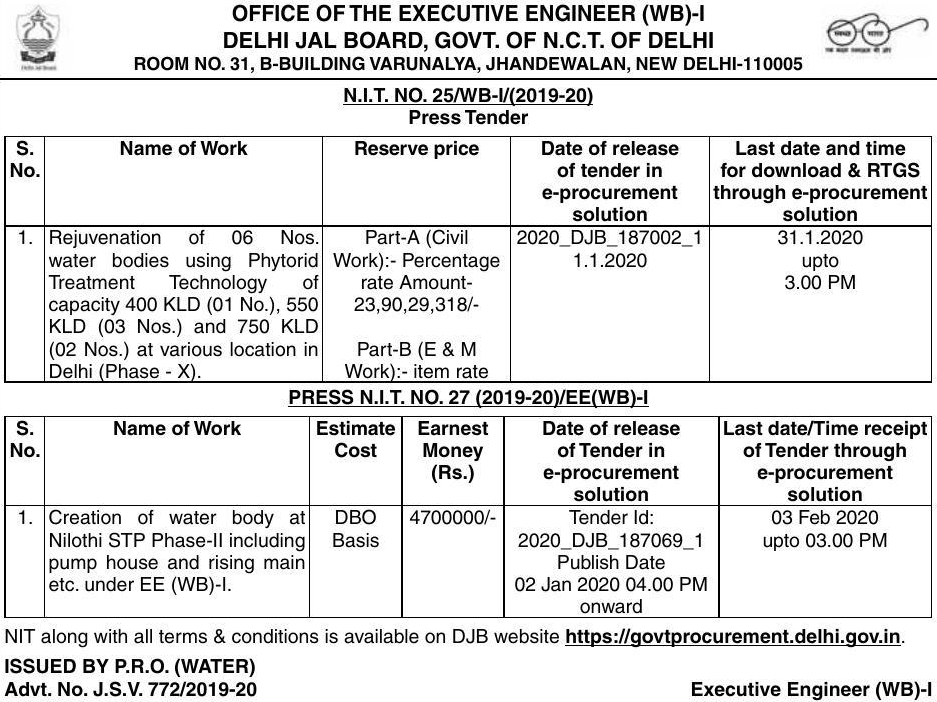 OFFICE OF THE EXECUTIVE ENGINEER (WB)-I
DELHI JAL BOARD, GOVT. OF N.C.T. OF DELHI
ROOM NO. 31, B-BUILDING VARUNALYA, JHANDEWALAN, NEW DELHI-110005
N.I.T. NO. 25/WB-I/(2019-20)
Press Tender
S. No.
Name of Work
Reserve price
Date of release
of tender in
e-procurement
solution
Last date and time
for download & RTGS
through e-procurement
solution
1.
Rejuvenation of 06 Nos.
water bodies using Phytorid
Treatment Technology of
capacity 400 KLD (01 No.), 550
KLD (03 Nos.) and 750 KLD
(02 Nos.) at various location in
Delhi (Phase - X).
Part-A (Civil
Work):- Percentage
rate Amount-
23,90,29,318/-
Part-B (E & M
Work):- item rate
2020_DJB_187002_1
1.1.2020
31.1.2020
upto
3.00 PM
PRESS N.I.T. NO. 27 (2019-20)/EE(WB)-I
S.
No.
Name of Work
Estimate
Cost
Earnest
Money
(Rs.)
Date of release
of Tender in
e-procurement
solution
Last date/Time receipt
of Tender through
e-procurement
solution
1.
Creation of water body at
Nilothi STP Phase-II including
pump house and rising main
etc. under EE (WB)-I.
DBO
Basis
4700000/-
Tender Id:
2020_DJB_187069_1
Publish Date
02 Jan 2020 04.00 PM
onward
03 Feb 2020
upto 03.00 PM
NIT along with all terms & conditions is available on DJB website https://govtprocurement.delhi.gov.in.
ISSUED BY P.R.O. (WATER)
Advt. No. J.S.V. 772/2019-20
Executive Engineer (WB)-I